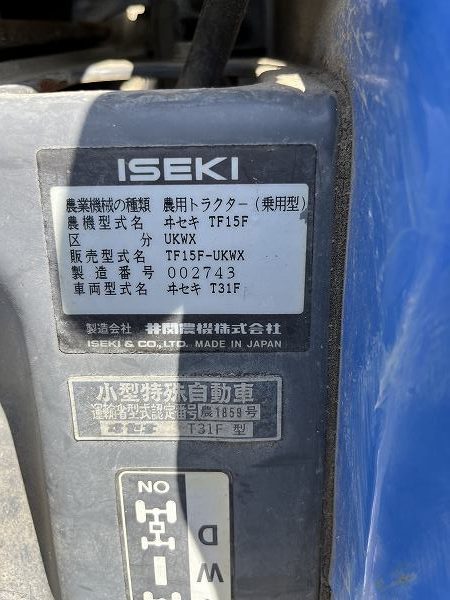 ISEKI
農業機械の種類 農用トラクター（乗用型）
農機型式名 ヰセキ TF15F
区分 UKWX
販売型式名 TF15F-UKWX
製造番号 002743
車両型式名 ヰセキ T31F
製造会社 井関農機株式会社
ISEKI & CO.,LTD. MADE IN JAPAN
小型特殊自動車
運輸省型式認定番号 農1859号
ヰセキ T31F 型
NO
WD